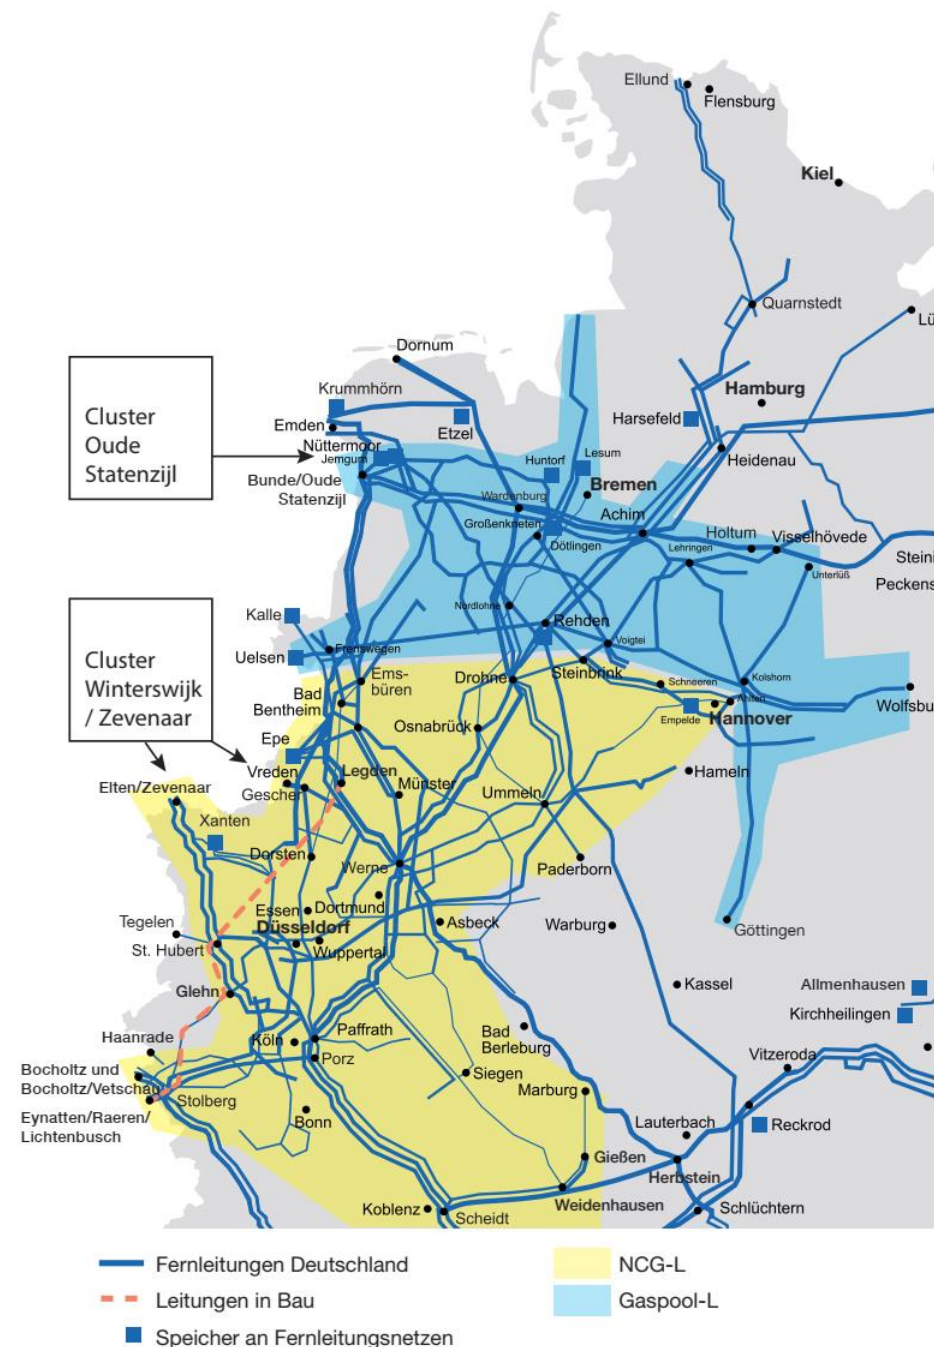 Ellund
Flensburg
Kiel
Quarnstedt
Lü
Dornum
Hamburg
Krummhörn
Harsefeld
Emden
Etzel
Heidenau
Cluster
Oude
Statenzijl
Nüttermoor
Jemgum
Bunde/Oude
Statenzijl
Huntorf
Lesum
Bremen
Wardenburg
Großenkneten
Achim
Dötlingen
Holtum
Visselhövede
Lehringen
Steini
Unterlüß
Peckens
Kalle
Nordlohne
Rehden
Uelsen
Frenswegen
Voigtei
Cluster
Winterswijk
/ Zevenaar
Ems-
büren
Drohne
Steinbrink
Schneeren
Kolshorn
Bad
Bentheim
Ahlten
Wolfsbu
Osnabrück
Empelde
Hannover
Epe
Vreden
Legden
Hameln
Elten/Zevenaar
Gescher
Münster
Ummeln
Xanten
Dorsten
Werne
Paderborn
Essen
Dortmund
Tegelen
Düsseldorf
Asbeck
Warburg
Göttingen
St. Hubert
Wuppertal
Glehn
Kassel
Allmenhausen
Kirchheilingen
Haanrade
Köln
Paffrath
Bad
Berleburg
Vitzeroda
Bocholtz und
Bocholtz/Vetschau
Porz
Siegen
Marburg
Stolberg
Eynatten/Raeren/
Lichtenbusch
Bonn
Lauterbach
Reckrod
Gießen
Herbstein
Weidenhausen
Koblenz
Scheidt
Schlüchtern
Fernleitungen Deutschland
NCG-L
Leitungen in Bau
Gaspool-L
Speicher an Fernleitungsnetzen